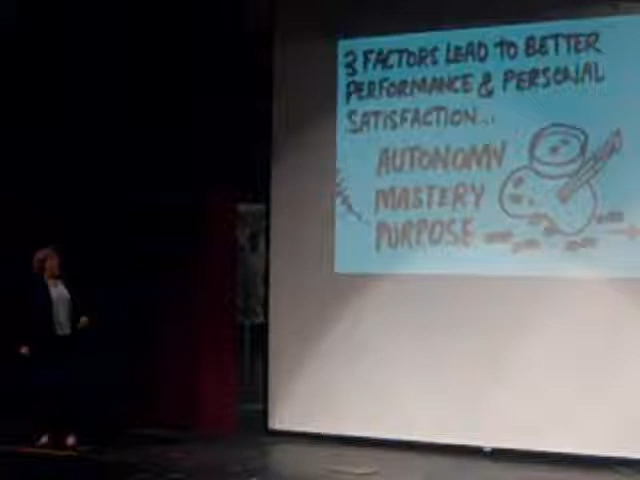 3 FACTORS LEAD TO BETTER
PERFORMANCE & PERSONAL
SATISFACTION...
AUTONOMY
MASTERY
PURPOSE